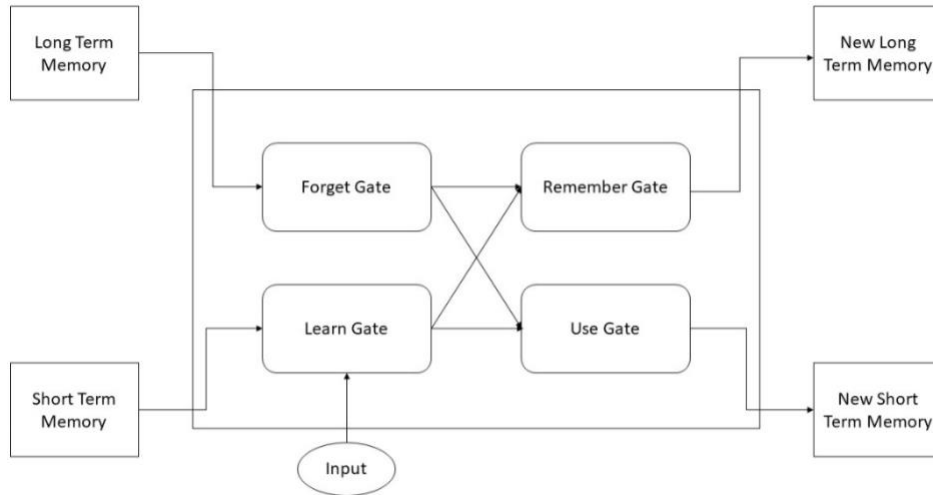 Long Term
Memory
New Long
Term Memory
Forget Gate
Remember Gate
Learn Gate
Use Gate
Short Term
Memory
New Short
Term Memory
Input